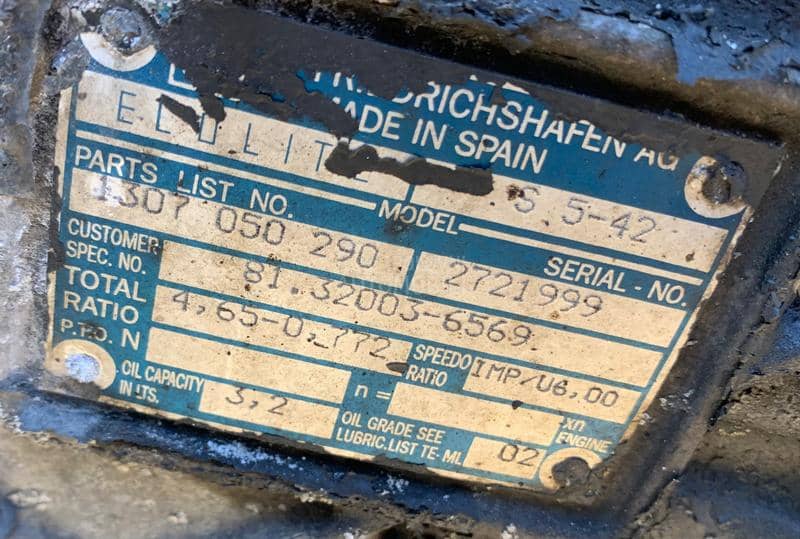 FRIEDRICHSHAFEN AG
MADE IN SPAIN
ECOLITE S 5-42
PARTS LIST NO. MODEL
1307 050 290 2721999
CUSTOMER SPEC. NO. SERIAL - NO.
81.32003-6569
TOTAL RATIO 4,65-0,772 SPEEDO RATIO IMP/U6,00
P.T.O. N n = xn ENGINE
OIL CAPACITY IN LTS. 3,2 OIL GRADE SEE LUBRIC.LIST TE-ML 02